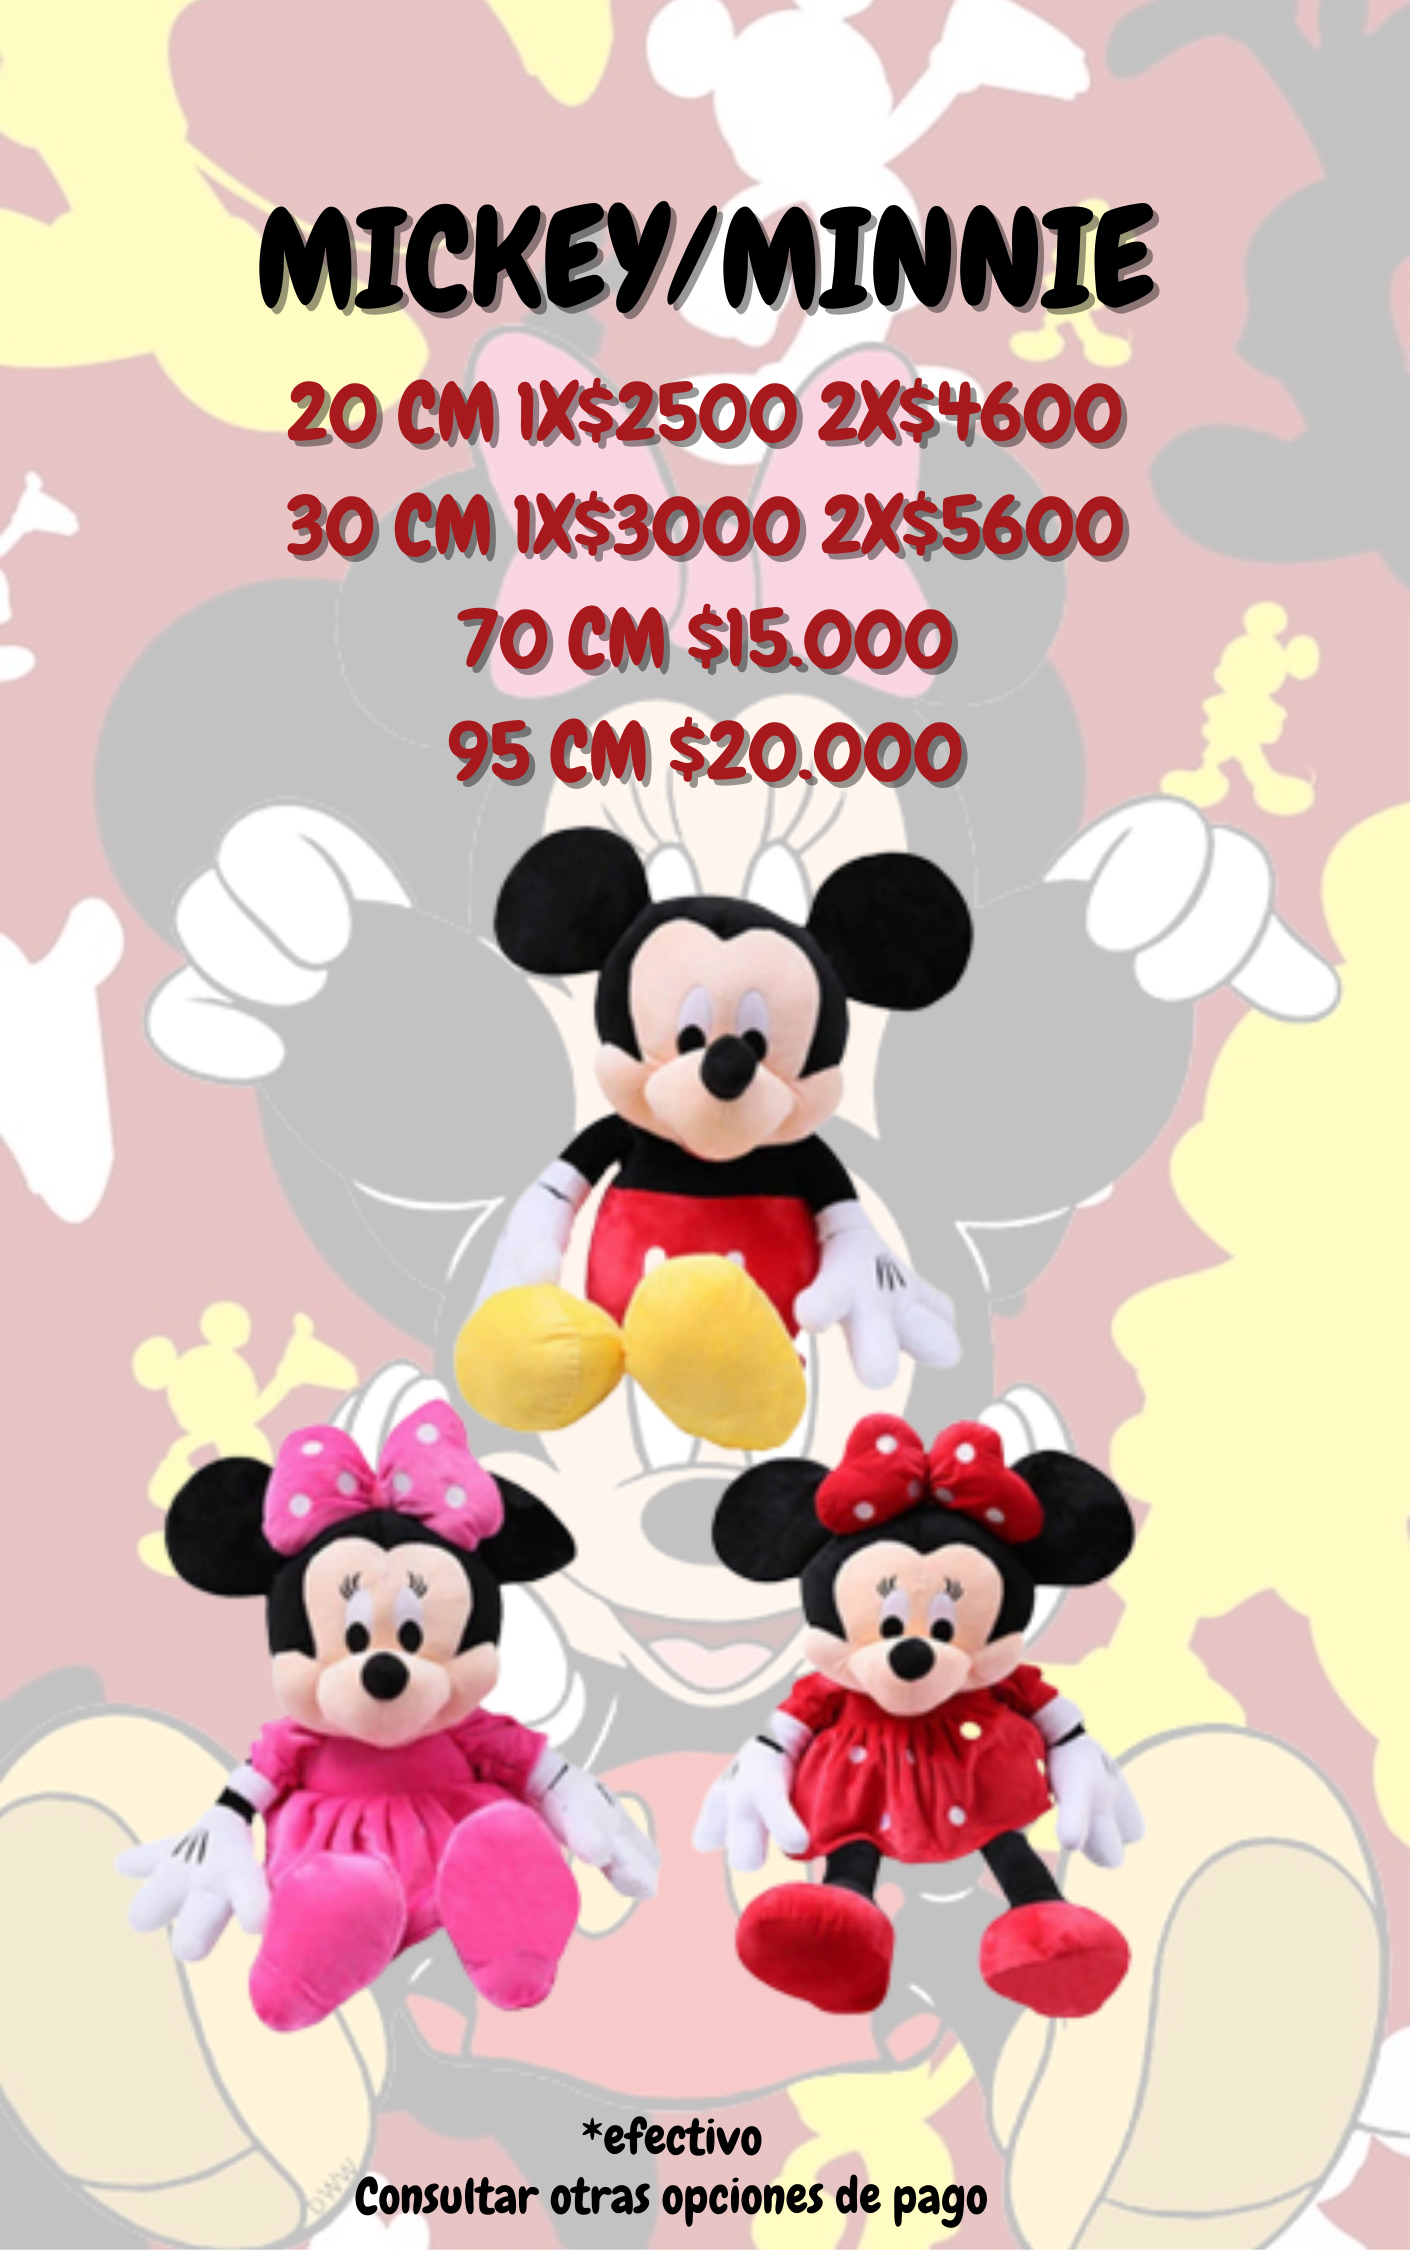 MICKEY/MINNIE
20 CM 1X$2500 2X$4600
30 CM 1X$3000 2X$5600
70 CM $15.000
95 CM $20.000
*efectivo
Consultar otras opciones de pago
DWW